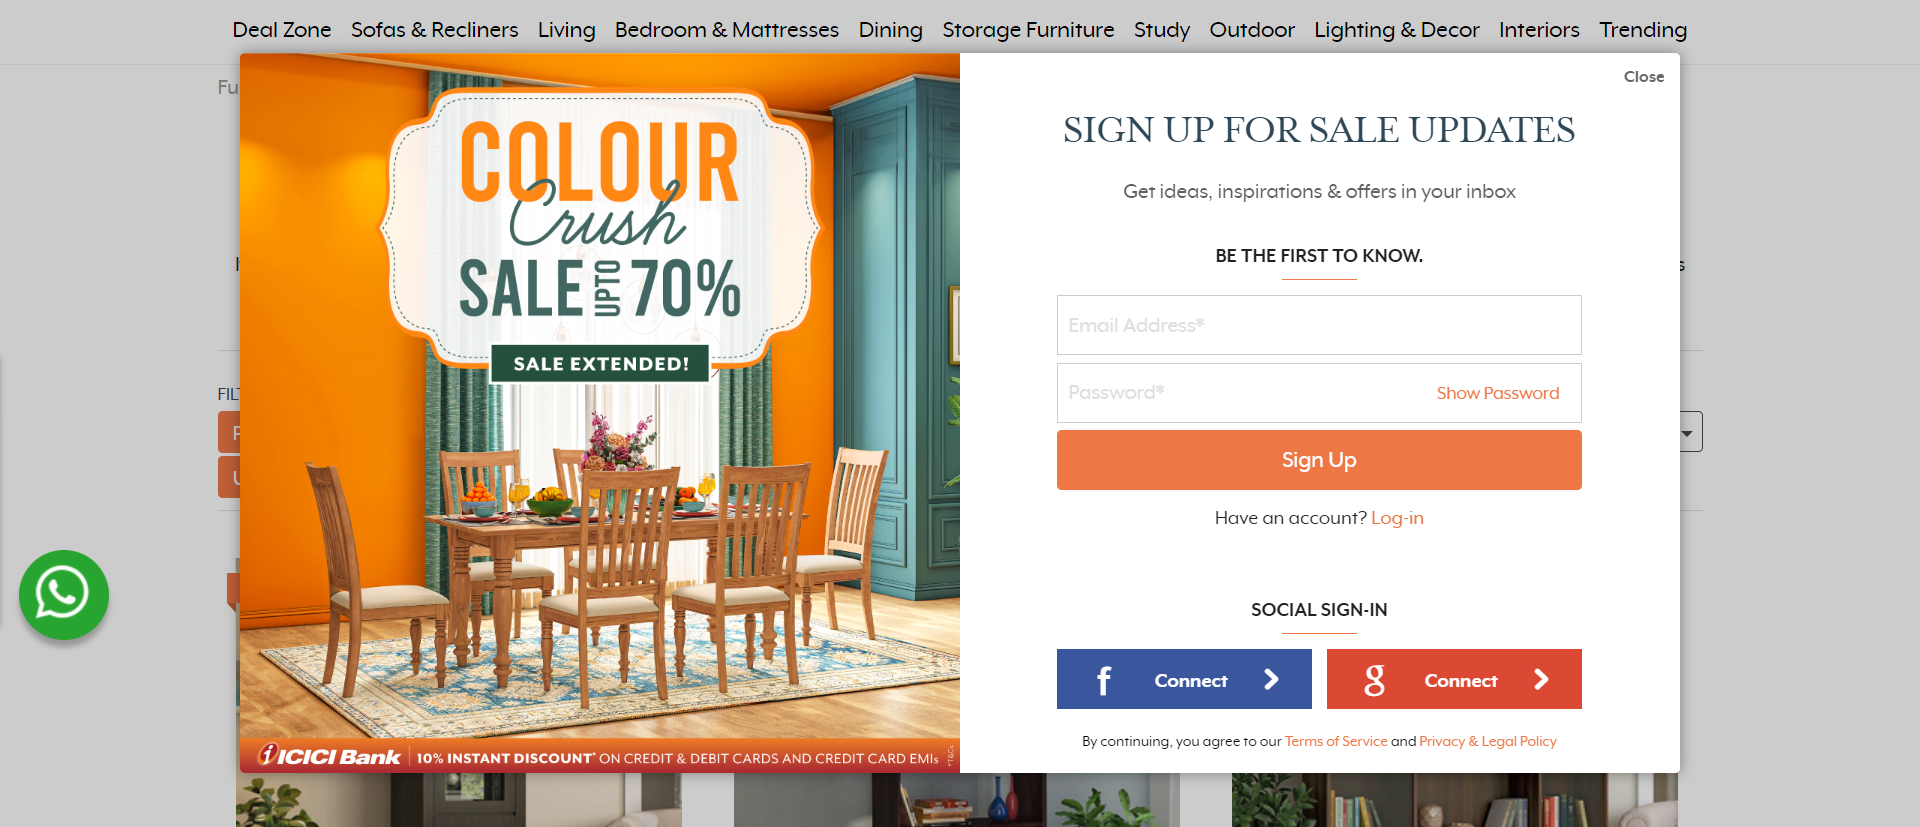 Deal Zone Sofas & Recliners Living Bedroom & Mattresses Dining Storage Furniture Study Outdoor Lighting & Decor Interiors Trending
Close
COLOUR
Crush
SALE UPTO 70%
SALE EXTENDED!
ICICI Bank 10% INSTANT DISCOUNT* ON CREDIT & DEBIT CARDS AND CREDIT CARD EMIs *T&Cs
SIGN UP FOR SALE UPDATES
Get ideas, inspirations & offers in your inbox
BE THE FIRST TO KNOW.
Email Address*
Password* Show Password
Sign Up
Have an account? Log-in
SOCIAL SIGN-IN
f Connect
g Connect
By continuing, you agree to our Terms of Service and Privacy & Legal Policy